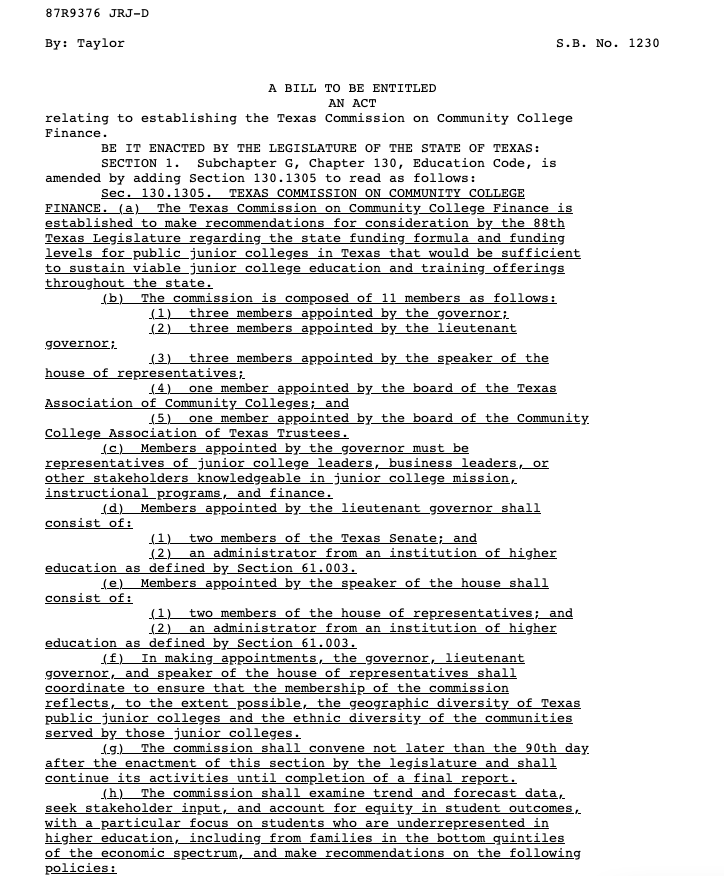 87R9376 JRJ-D
By: Taylor S.B. No. 1230
A BILL TO BE ENTITLED
AN ACT
relating to establishing the Texas Commission on Community College
Finance.
BE IT ENACTED BY THE LEGISLATURE OF THE STATE OF TEXAS:
SECTION 1. Subchapter G, Chapter 130, Education Code, is
amended by adding Section 130.1305 to read as follows:
Sec. 130.1305. TEXAS COMMISSION ON COMMUNITY COLLEGE
FINANCE. (a) The Texas Commission on Community College Finance is
established to make recommendations for consideration by the 88th
Texas Legislature regarding the state funding formula and funding
levels for public junior colleges in Texas that would be sufficient
to sustain viable junior college education and training offerings
throughout the state.
(b) The commission is composed of 11 members as follows:
(1) three members appointed by the governor;
(2) three members appointed by the lieutenant
governor;
(3) three members appointed by the speaker of the
house of representatives;
(4) one member appointed by the board of the Texas
Association of Community Colleges; and
(5) one member appointed by the board of the Community
College Association of Texas Trustees.
(c) Members appointed by the governor must be
representatives of junior college leaders, business leaders, or
other stakeholders knowledgeable in junior college mission,
instructional programs, and finance.
(d) Members appointed by the lieutenant governor shall
consist of:
(1) two members of the Texas Senate; and
(2) an administrator from an institution of higher
education as defined by Section 61.003.
(e) Members appointed by the speaker of the house shall
consist of:
(1) two members of the house of representatives; and
(2) an administrator from an institution of higher
education as defined by Section 61.003.
(f) In making appointments, the governor, lieutenant
governor, and speaker of the house of representatives shall
coordinate to ensure that the membership of the commission
reflects, to the extent possible, the geographic diversity of Texas
public junior colleges and the ethnic diversity of the communities
served by those junior colleges.
(g) The commission shall convene not later than the 90th day
after the enactment of this section by the legislature and shall
continue its activities until completion of a final report.
(h) The commission shall examine trend and forecast data,
seek stakeholder input, and account for equity in student outcomes,
with a particular focus on students who are underrepresented in
higher education, including from families in the bottom quintiles
of the economic spectrum, and make recommendations on the following
policies: